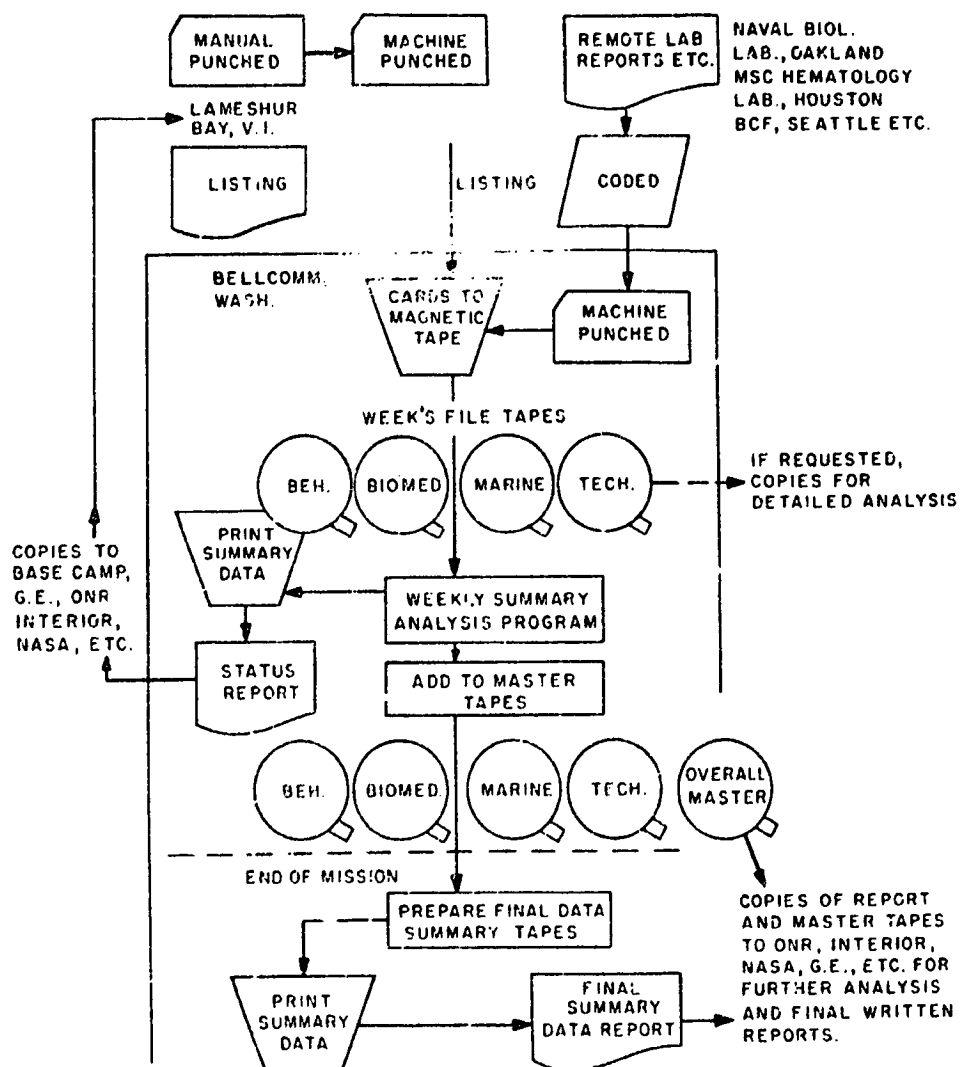 MANUAL
PUNCHED
MACHINE
PUNCHED
REMOTE LAB
REPORTS ETC.
NAVAL BIOL.
LAB., OAKLAND
MSC HEMATOLOGY
LAB., HOUSTON
BCF, SEATTLE ETC.
LAMESHUR
BAY, V.I.
LISTING
LISTING
CODED
BELLCOMM,
WASH.
CARDS TO
MAGNETIC
TAPE
MACHINE
PUNCHED
WEEK'S FILE TAPES
BEH.
BIOMED
MARINE
TECH.
IF REQUESTED,
COPIES FOR
DETAILED ANALYSIS
PRINT
SUMMARY
DATA
COPIES TO
BASE CAMP,
G.E., ONR
INTERIOR,
NASA, ETC.
WEEKLY SUMMARY
ANALYSIS PROGRAM
STATUS
REPORT
ADD TO MASTER
TAPES
BEH.
BIOMED.
MARINE
TECH.
OVERALL
MASTER
END OF MISSION
PREPARE FINAL DATA
SUMMARY TAPES
COPIES OF REPORT
AND MASTER TAPES
TO ONR, INTERIOR,
NASA, G.E., ETC. FOR
FURTHER ANALYSIS
AND FINAL WRITTEN
REPORTS.
PRINT
SUMMARY
DATA
FINAL
SUMMARY
DATA REPORT